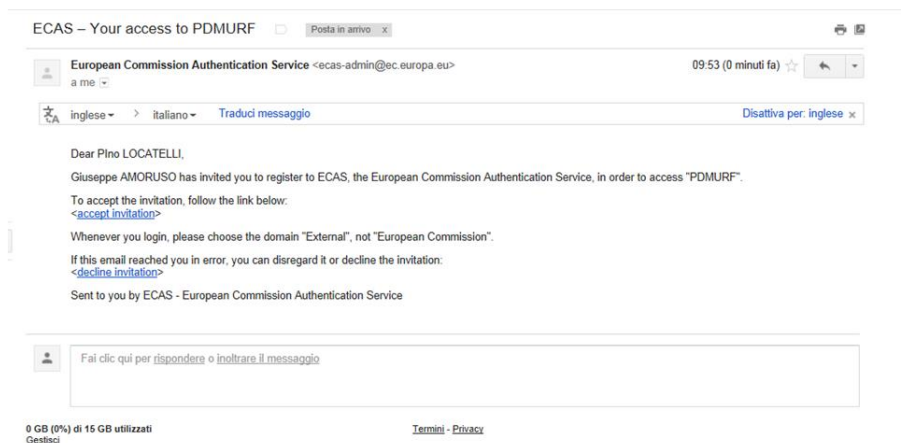 ECAS – Your access to PDMURF Posta in arrivo x
European Commission Authentication Service <ecas-admin@ec.europa.eu> 09:53 (0 minuti fa)
a me
inglese > italiano Traduci messaggio Disattiva per: inglese x
Dear PIno LOCATELLI,
Giuseppe AMORUSO has invited you to register to ECAS, the European Commission Authentication Service, in order to access "PDMURF".
To accept the invitation, follow the link below:
<accept invitation>
Whenever you login, please choose the domain "External", not "European Commission".
If this email reached you in error, you can disregard it or decline the invitation:
<decline invitation>
Sent to you by ECAS - European Commission Authentication Service
Fai clic qui per rispondere o inoltrare il messaggio
0 GB (0%) di 15 GB utilizzati Termini - Privacy
Gestisci